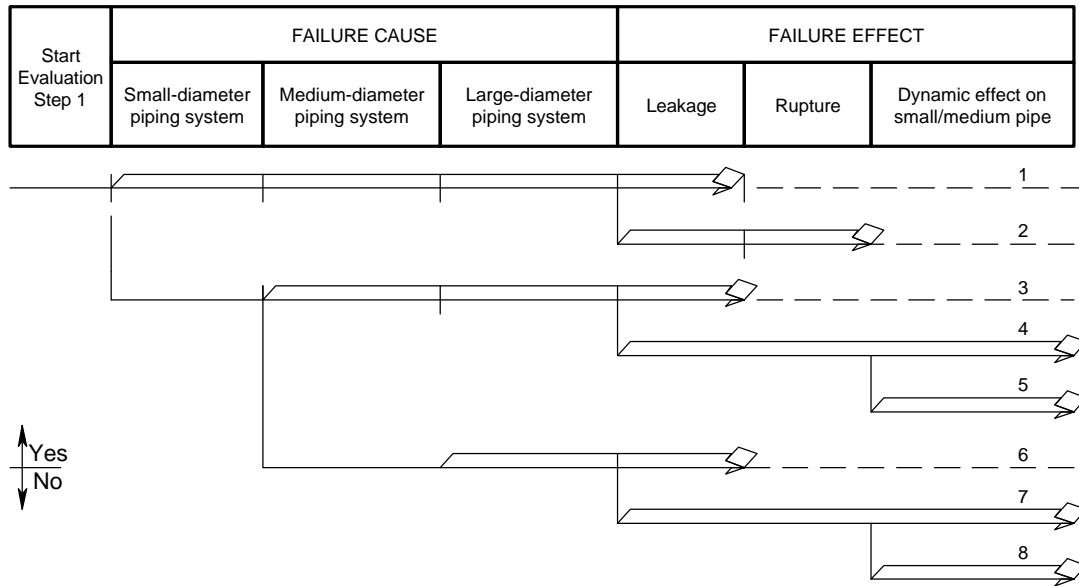 Start
Evaluation
Step 1
FAILURE CAUSE
FAILURE EFFECT
Small-diameter
piping system
Medium-diameter
piping system
Large-diameter
piping system
Leakage
Rupture
Dynamic effect on
small/medium pipe
1
2
3
4
5
6
7
8
Yes
No